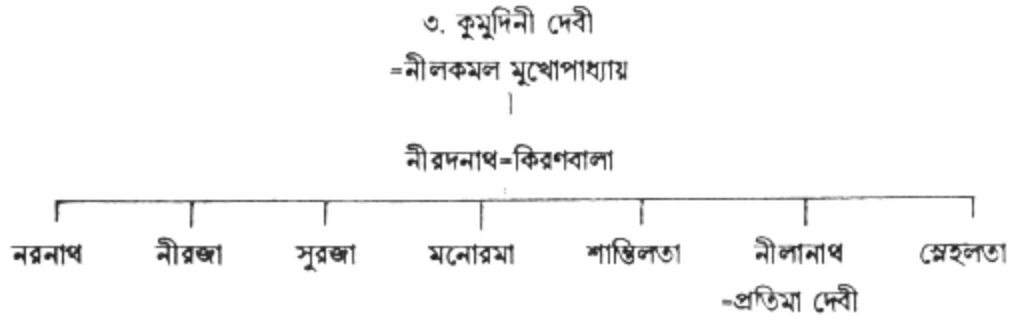 ৩. কুমুদিনী দেবী
=নীলকমল মুখোপাধ্যায়
নীরদনাথ=কিরণবালা
নরনাথ নীরজা সুরজা মনোরমা শান্তিলতা নীলানাথ স্নেহলতা
=প্রতিমা দেবী